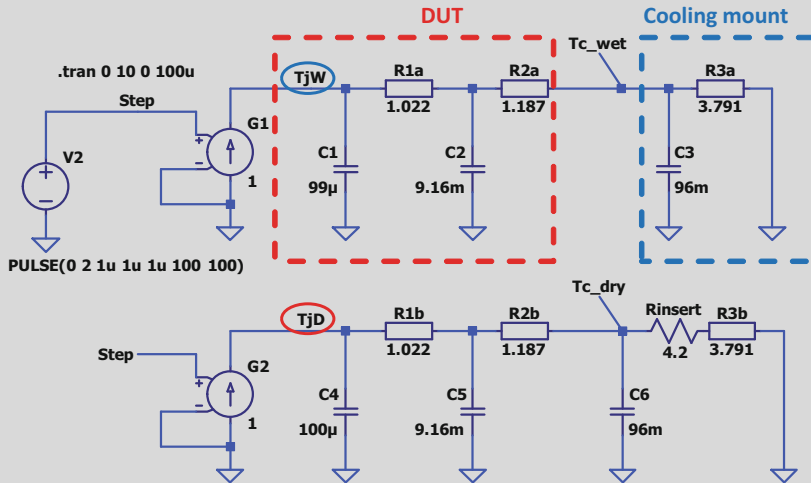 DUT
Cooling mount
Tc_wet
.tran 0 10 0 100u
TjW
R1a
R2a
R3a
Step
1.022
1.187
3.791
G1
+
V2
C1
C2
C3
+
–
1
99µ
9.16m
96m
–
PULSE(0 2 1u 1u 1u 100 100)
Tc_dry
TjD
R1b
R2b
Rinsert
R3b
Step
1.022
1.187
4.2
3.791
G2
+
C4
C5
C6
–
1
100µ
9.16m
96m